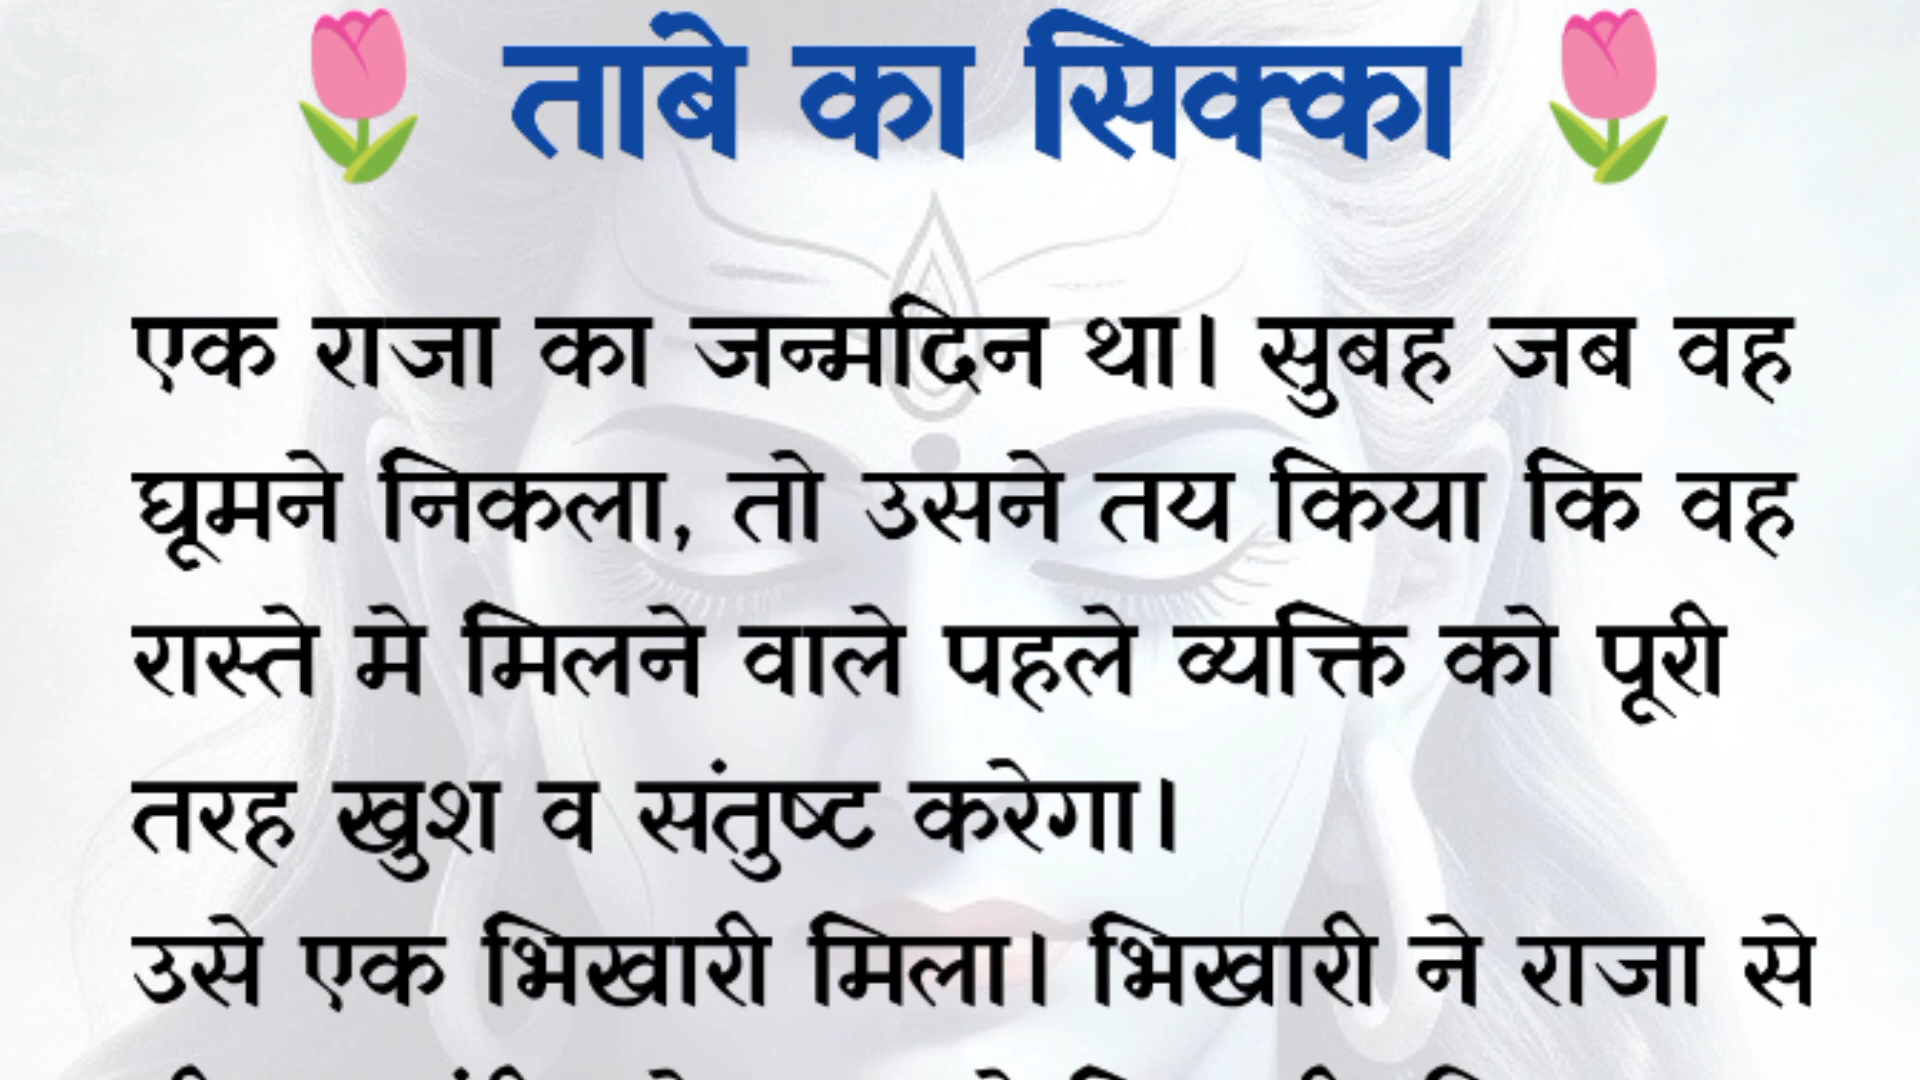 ताबे का सिक्का
एक राजा का जन्मदिन था। सुबह जब वह
घूमने निकला, तो उसने तय किया कि वह
रास्ते मे मिलने वाले पहले व्यक्ति को पूरी
तरह खुश व संतुष्ट करेगा।
उसे एक भिखारी मिला। भिखारी ने राजा से